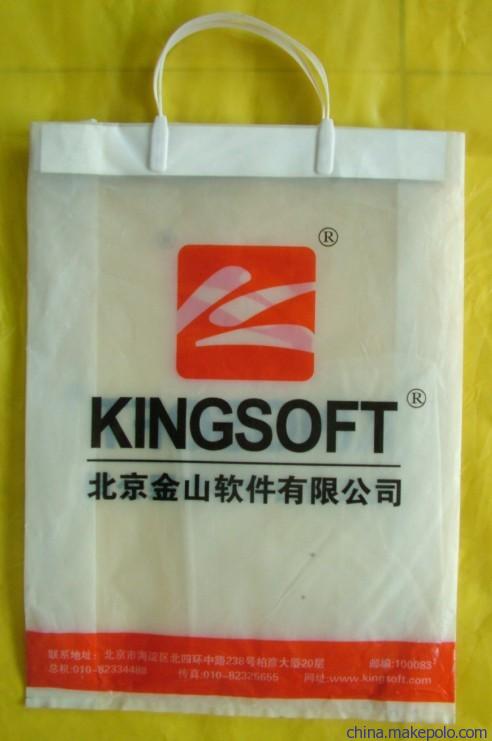 ®
KINGSOFT®
北京金山软件有限公司
联系地址：北京市海淀区北四环中路238号柏彦大厦20层 邮编:100083
总机:010-82334488 传真:010-82325655 网址:www.kingsoft.com
china.makepolo.com